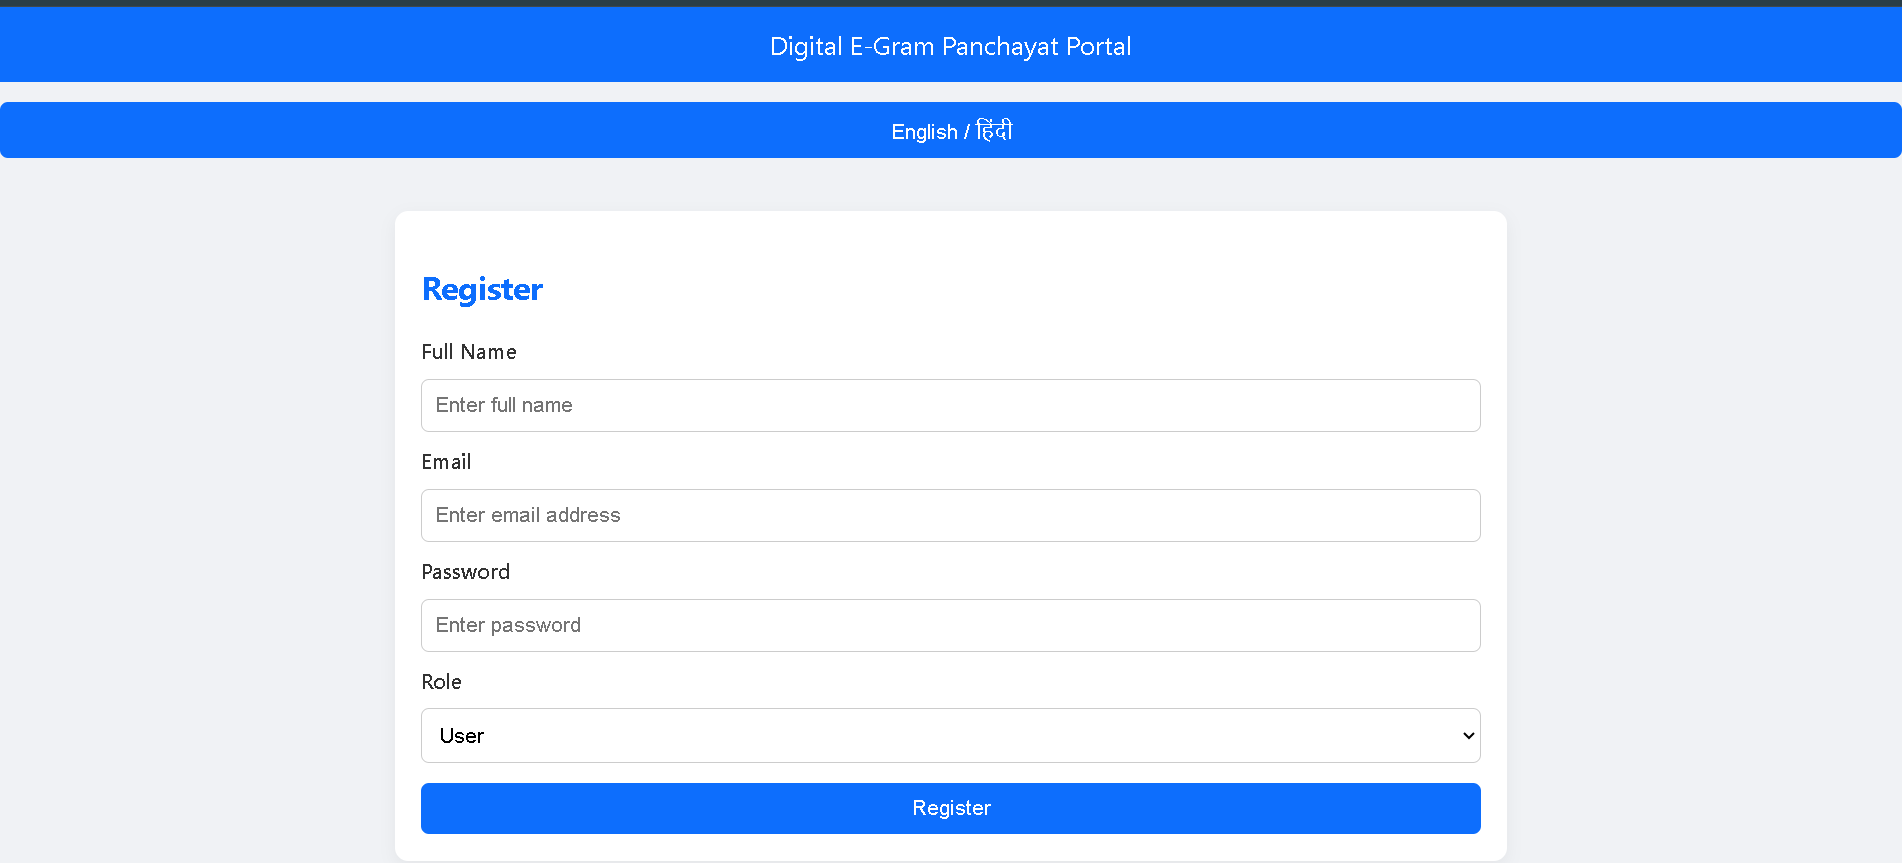 Digital E-Gram Panchayat Portal
English / हिंदी
Register
Full Name
Enter full name
Email
Enter email address
Password
Enter password
Role
User
Register